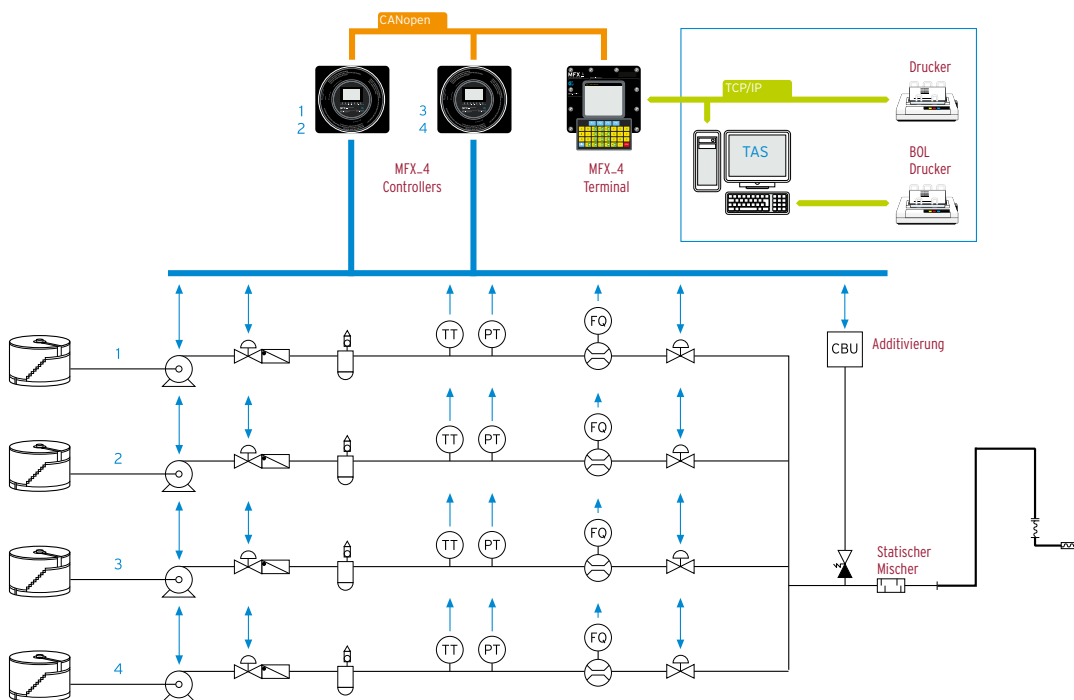 CANopen
MFX_4
TCP/IP
Drucker
1
2
3
4
TAS
BOL
Drucker
MFX_4
Controllers
MFX_4
Terminal
1
TT
PT
FQ
CBU
Additivierung
2
TT
PT
FQ
3
TT
PT
FQ
Statischer
Mischer
4
TT
PT
FQ